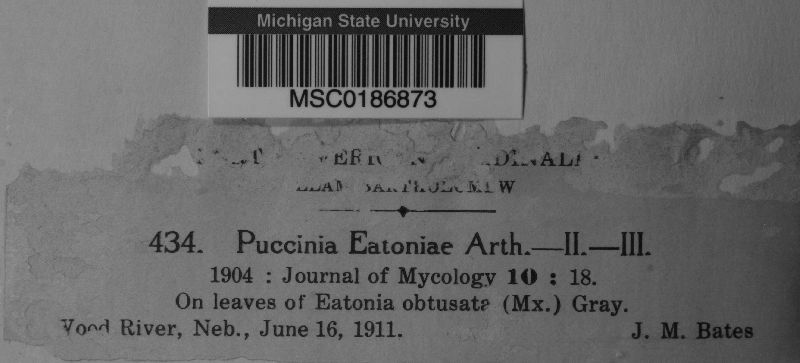 Michigan State University
MSC0186873
434. Puccinia Eatoniae Arth.—II.—III.
1904 : Journal of Mycology 10 : 18.
On leaves of Eatonia obtusata (Mx.) Gray.
Wood River, Neb., June 16, 1911. J. M. Bates